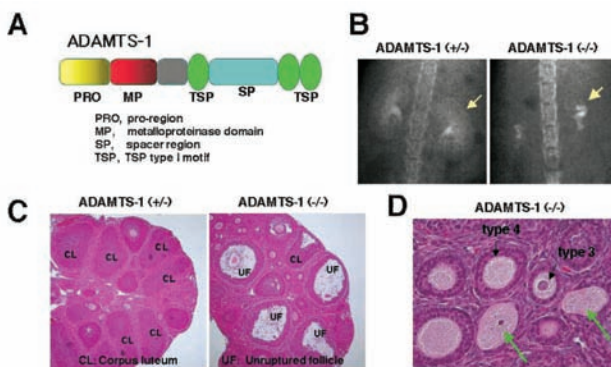 A
ADAMTS-1
PRO MP TSP SP TSP
PRO, pro-region
MP, metalloproteinase domain
SP, spacer region
TSP, TSP type I motif
B
ADAMTS-1 (+/-) ADAMTS-1 (-/-)
C
ADAMTS-1 (+/-) ADAMTS-1 (-/-)
CL CL CL CL CL CL CL CL
CL: Corpus luteum
CL UF UF UF UF
UF: Unruptured follicle
D
ADAMTS-1 (-/-)
type 4
type 3